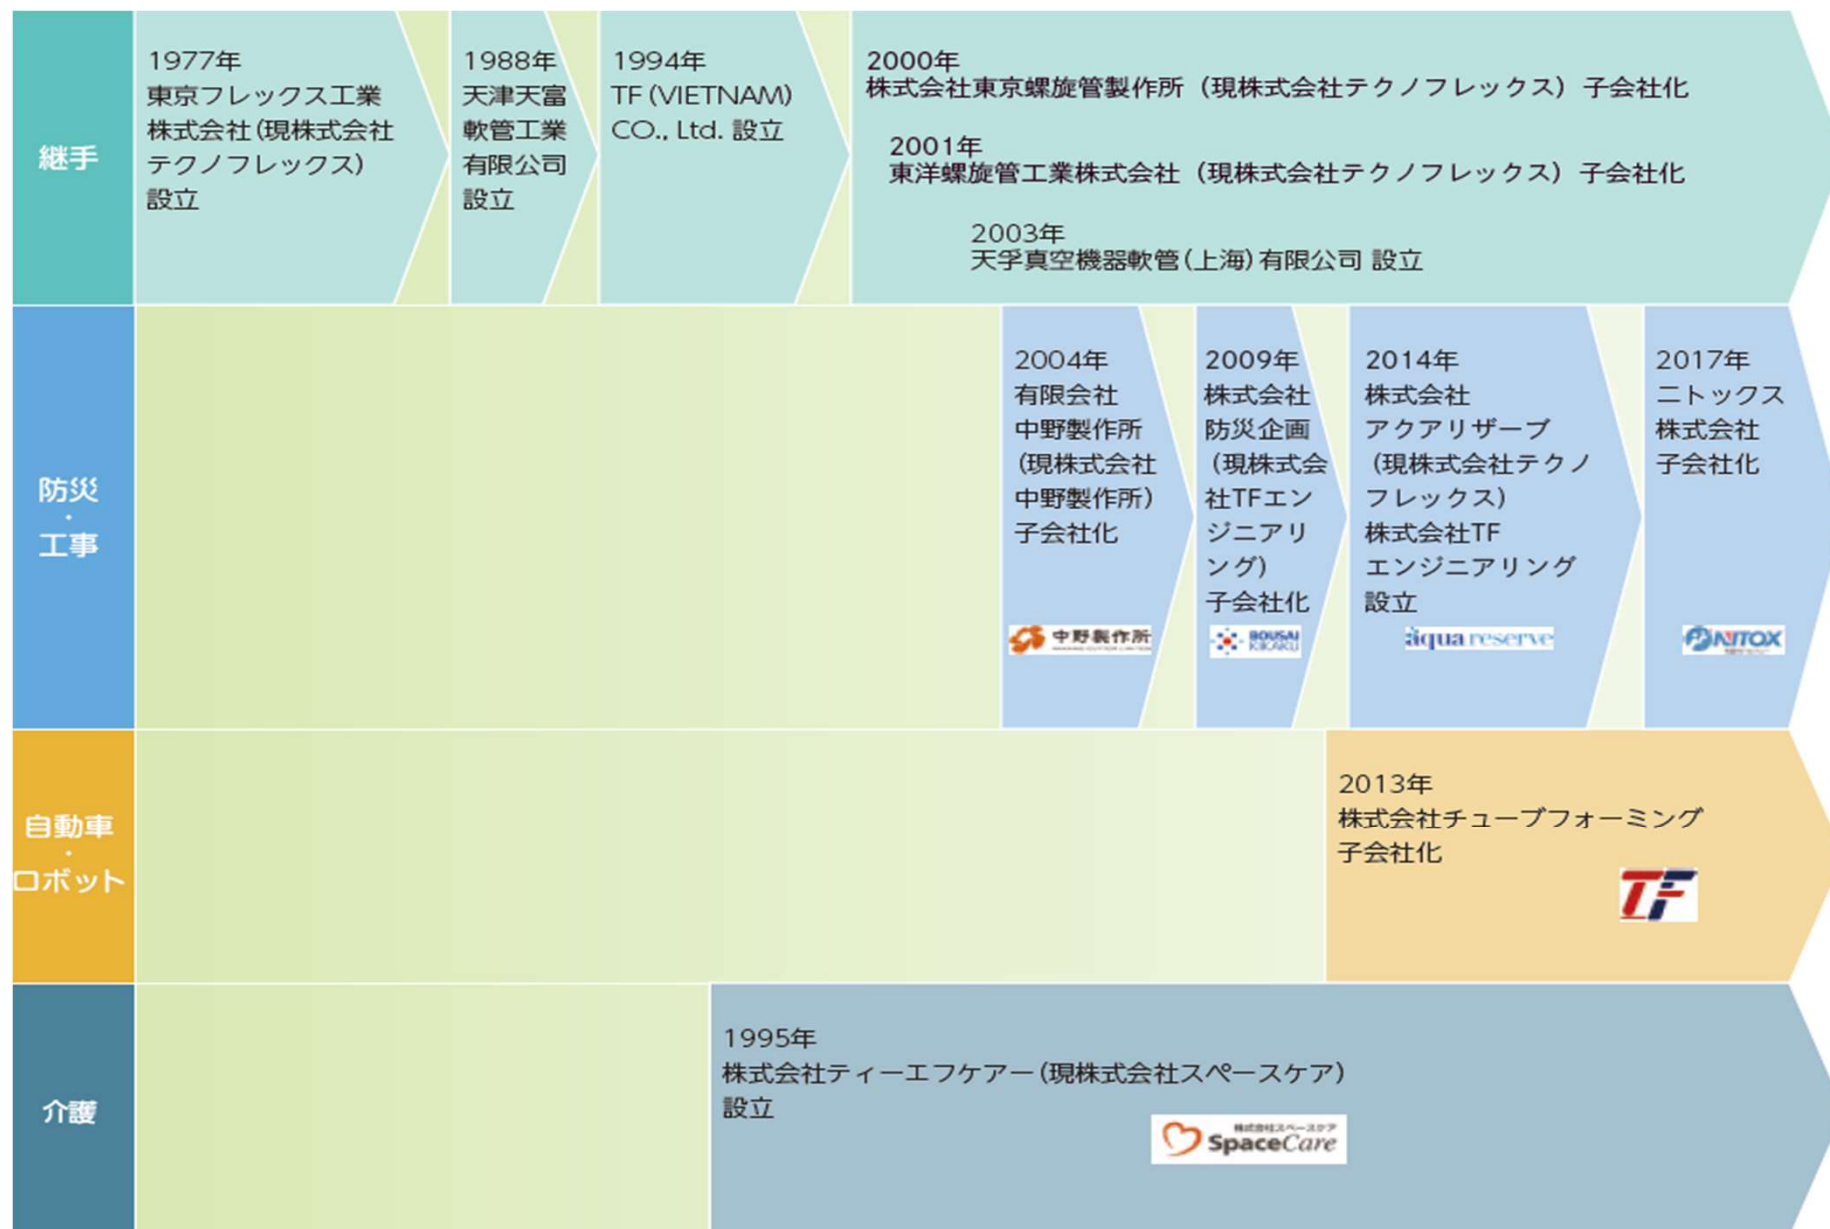 継手
1977年
東京フレックス工業
株式会社(現株式会社
テクノフレックス)
設立
1988年
天津天富
軟管工業
有限公司
設立
1994年
TF(VIETNAM)
CO., Ltd. 設立
2000年
株式会社東京螺旋管製作所（現株式会社テクノフレックス）子会社化
2001年
東洋螺旋管工業株式会社（現株式会社テクノフレックス）子会社化
2003年
天孚真空機器軟管(上海)有限公司 設立
防災
・
工事
2004年
有限会社
中野製作所
(現株式会社
中野製作所)
子会社化
中野製作所
2009年
株式会社
防災企画
（現株式会
社TFエン
ジニアリ
ング）
子会社化
BOUSAI
KIKAKU
2014年
株式会社
アクアリザーブ
（現株式会社テクノ
フレックス）
株式会社TF
エンジニアリング
設立
aqua reserve
2017年
ニトックス
株式会社
子会社化
NITOX
自動車
・
ロボット
2013年
株式会社チューブフォーミング
子会社化
TF
介護
1995年
株式会社ティーエフケアー(現株式会社スペースケア)
設立
株式会社スペースケア
SpaceCare